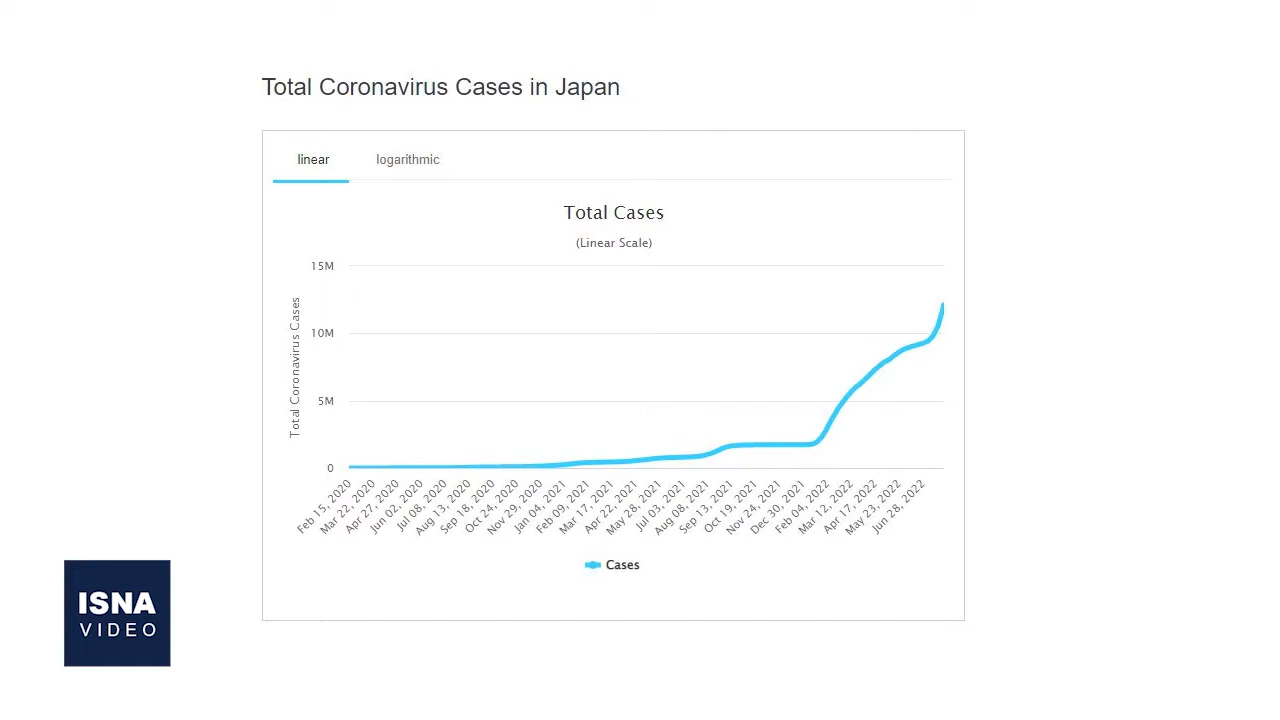 Total Coronavirus Cases in Japan
linear logarithmic
Total Cases
(Linear Scale)
Total Coronavirus Cases
15M
10M
5M
0
Feb 15, 2020
Mar 22, 2020
Apr 27, 2020
Jun 02, 2020
Jul 08, 2020
Aug 13, 2020
Sep 18, 2020
Oct 24, 2020
Nov 29, 2020
Jan 04, 2021
Feb 09, 2021
Mar 17, 2021
Apr 22, 2021
May 28, 2021
Jul 03, 2021
Aug 08, 2021
Sep 13, 2021
Oct 19, 2021
Nov 24, 2021
Dec 30, 2021
Feb 04, 2022
Mar 12, 2022
Apr 17, 2022
May 23, 2022
Jun 28, 2022
Cases
ISNA
VIDEO